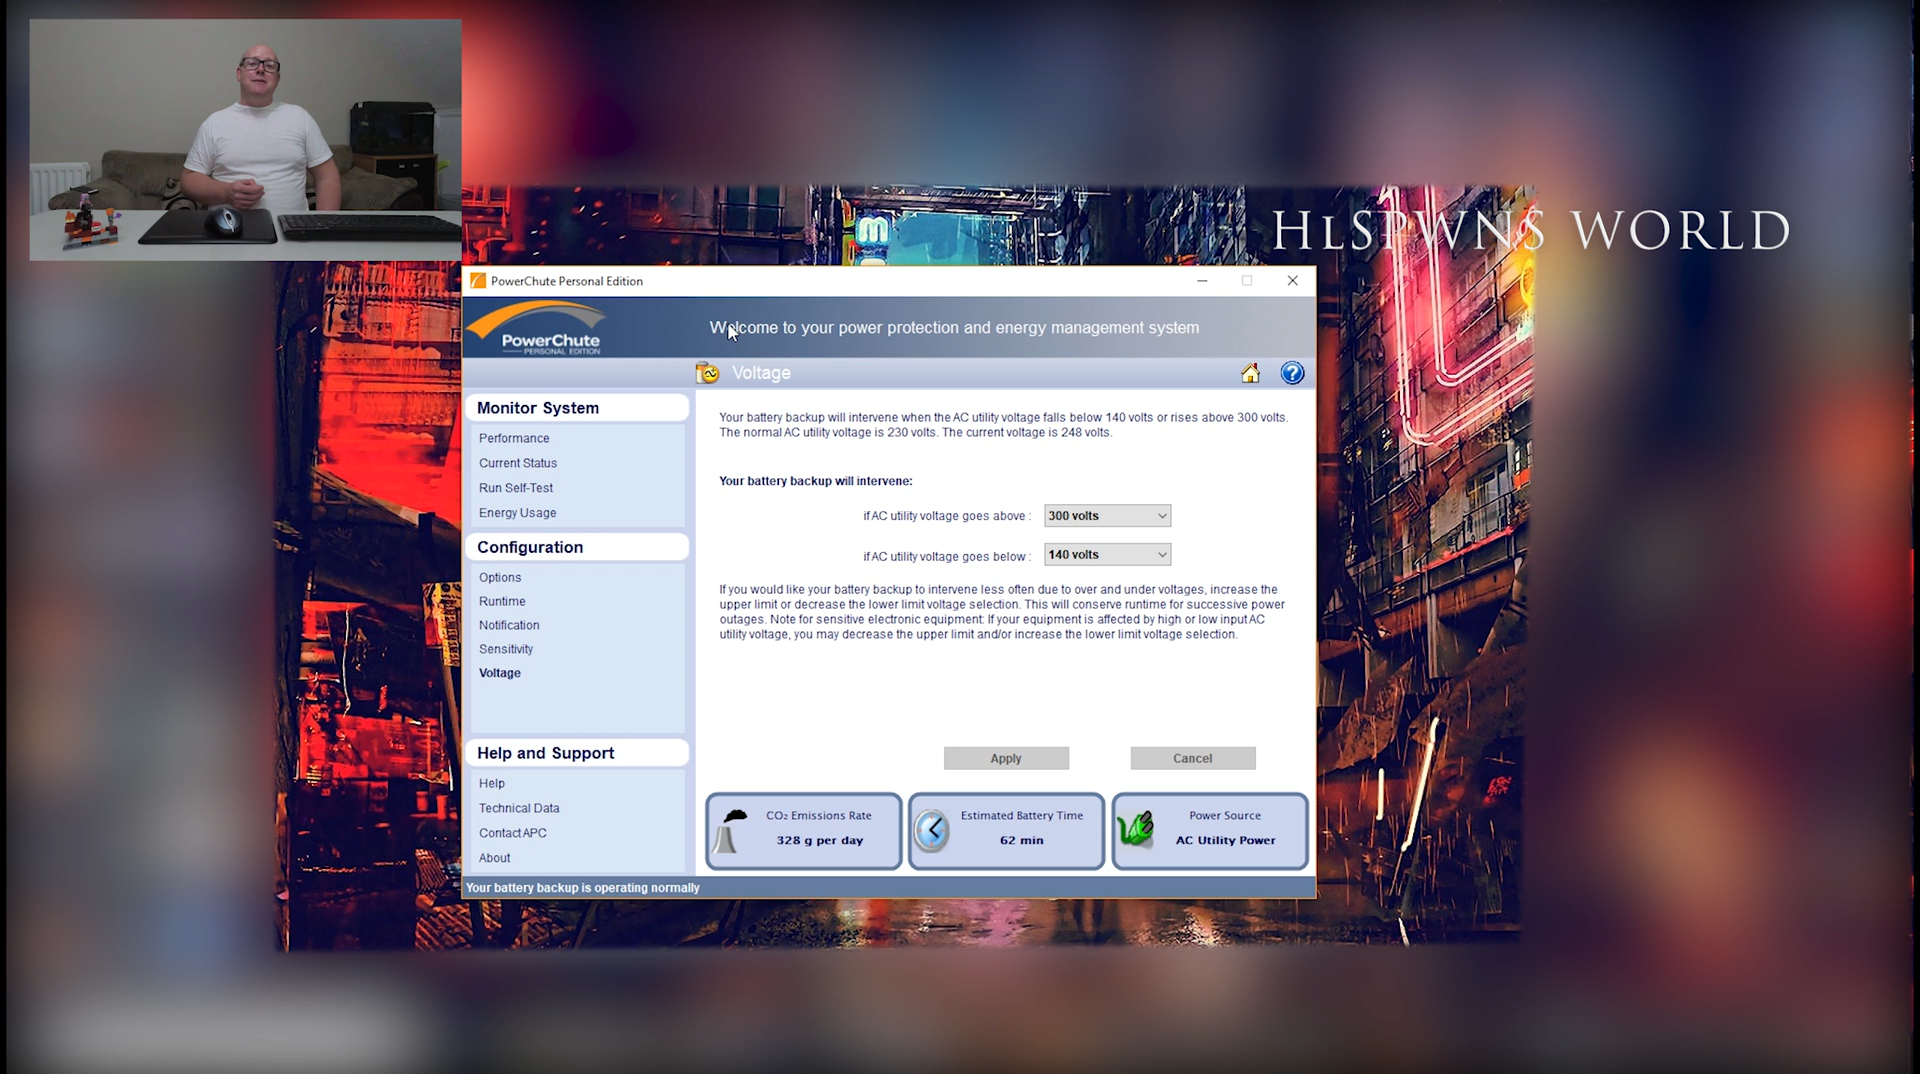 HLSPWNS WORLD
m
PowerChute Personal Edition
PowerChute
PERSONAL EDITION
Welcome to your power protection and energy management system
Voltage
Monitor System
Performance
Current Status
Run Self-Test
Energy Usage
Configuration
Options
Runtime
Notification
Sensitivity
Voltage
Help and Support
Help
Technical Data
Contact APC
About
Your battery backup will intervene when the AC utility voltage falls below 140 volts or rises above 300 volts.
The normal AC utility voltage is 230 volts. The current voltage is 248 volts.
Your battery backup will intervene:
if AC utility voltage goes above : 300 volts
if AC utility voltage goes below : 140 volts
If you would like your battery backup to intervene less often due to over and under voltages, increase the
upper limit or decrease the lower limit voltage selection. This will conserve runtime for successive power
outages. Note for sensitive electronic equipment: If your equipment is affected by high or low input AC
utility voltage, you may decrease the upper limit and/or increase the lower limit voltage selection.
Apply
Cancel
CO₂ Emissions Rate
328 g per day
Estimated Battery Time
62 min
Power Source
AC Utility Power
Your battery backup is operating normally